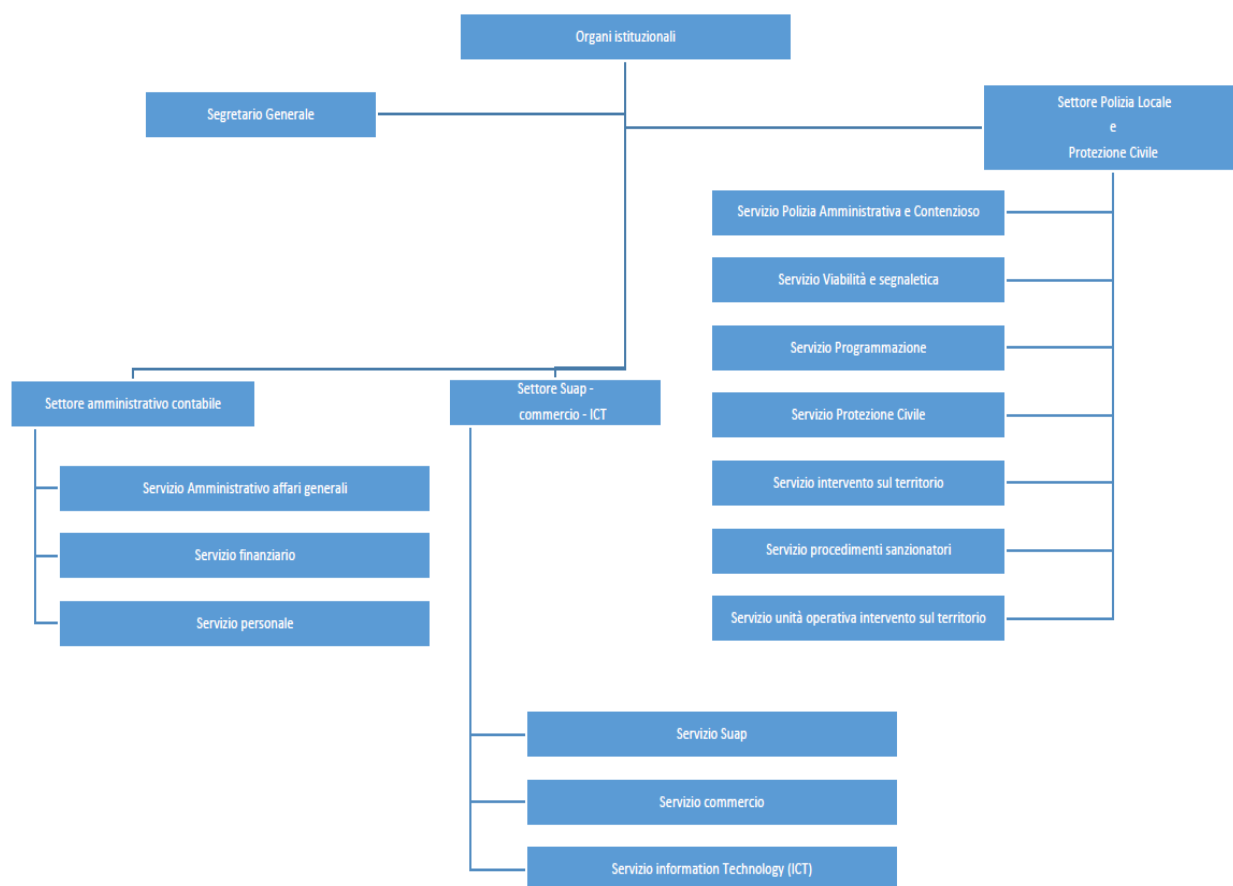 Organi istituzionali
Segretario Generale
Settore Polizia Locale
e
Protezione Civile
Servizio Polizia Amministrativa e Contenzioso
Servizio Viabilità e segnaletica
Servizio Programmazione
Servizio Protezione Civile
Servizio intervento sul territorio
Servizio procedimenti sanzionatori
Servizio unità operativa intervento sul territorio
Settore amministrativo contabile
Servizio Amministrativo affari generali
Servizio finanziario
Servizio personale
Settore Suap -
commercio - ICT
Servizio Suap
Servizio commercio
Servizio information Technology (ICT)